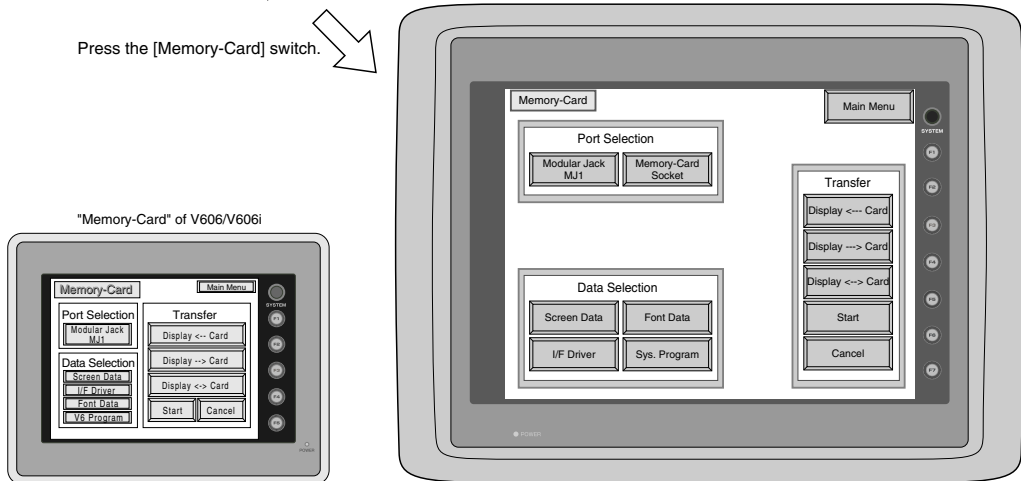 Press the [Memory-Card] switch.
Memory-Card
Main Menu
SYSTEM
Port Selection
Modular Jack
MJ1
Memory-Card
Socket
F1
F2
F3
F4
F5
F6
F7
Transfer
Display <--- Card
Display ---> Card
Display <--> Card
Start
Cancel
Data Selection
Screen Data
Font Data
I/F Driver
Sys. Program
POWER
"Memory-Card" of V606/V606i
Memory-Card
Main Menu
SYSTEM
Port Selection
Modular Jack
MJ1
Data Selection
Screen Data
I/F Driver
Font Data
V6 Program
Transfer
Display <-- Card
Display --> Card
Display <-> Card
Start
Cancel
F1
F2
F3
F4
F5
POWER